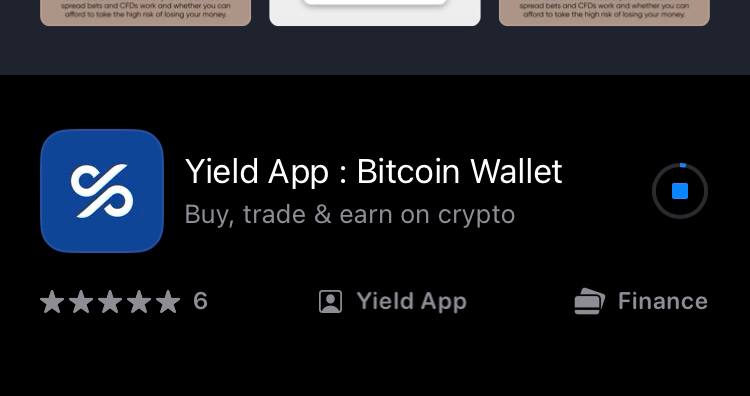 spread bets and CFDs work and whether you can
afford to take the high risk of losing your money.
spread bets and CFDs work and whether you can
afford to take the high risk of losing your money.
Yield App : Bitcoin Wallet
Buy, trade & earn on crypto
6
Yield App
Finance